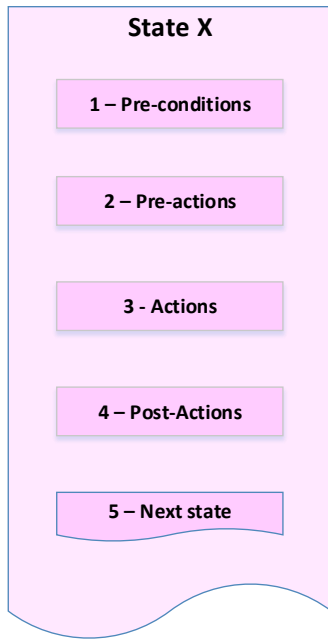 State X
1 – Pre-conditions
2 – Pre-actions
3 - Actions
4 – Post-Actions
5 – Next state